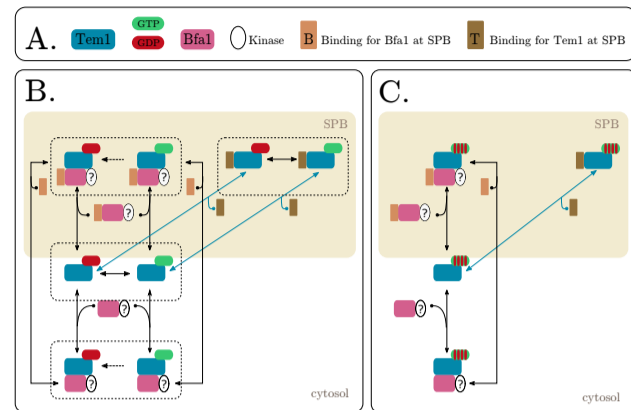 A.
Tem1
GTP
GDP
Bfa1
Kinase
B
Binding for Bfa1 at SPB
T
Binding for Tem1 at SPB
B.
SPB
?
?
?
?
?
?
cytosol
C.
SPB
?
?
?
?
cytosol